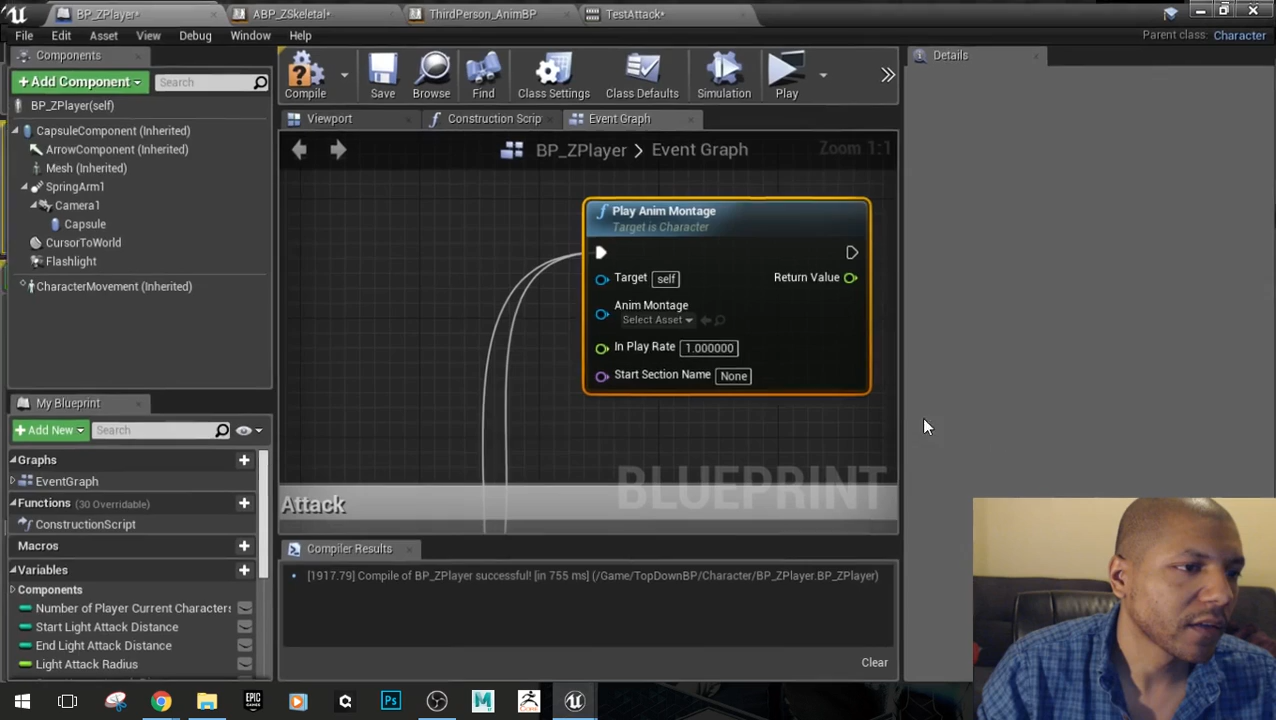 BP_ZPlayer*
ABP_ZSkeletal*
ThirdPerson_AnimBP
TestAttack*
File Edit Asset View Debug Window Help
Parent class: Character
Components
+Add Component
Search
BP_ZPlayer(self)
CapsuleComponent (Inherited)
ArrowComponent (Inherited)
Mesh (Inherited)
SpringArm1
Camera1
Capsule
CursorToWorld
Flashlight
CharacterMovement (Inherited)
My Blueprint
+Add New
Search
Graphs
EventGraph
Functions (30 Overridable)
ConstructionScript
Macros
Variables
Components
Number of Player Current Characters
Start Light Attack Distance
End Light Attack Distance
Light Attack Radius
Compile Save Browse Find Class Settings Class Defaults Simulation Play
Viewport
Construction Scrip
Event Graph
BP_ZPlayer > Event Graph
Zoom 1:1
Play Anim Montage
Target is Character
Target self
Return Value
Anim Montage
Select Asset
In Play Rate 1.000000
Start Section Name None
BLUEPRINT
Attack
Compiler Results
[1917.79] Compile of BP_ZPlayer successful! [in 755 ms] (/Game/TopDownBP/Character/BP_ZPlayer.BP_ZPlayer)
Clear
Details
EPIC
GAMES
Ps
M